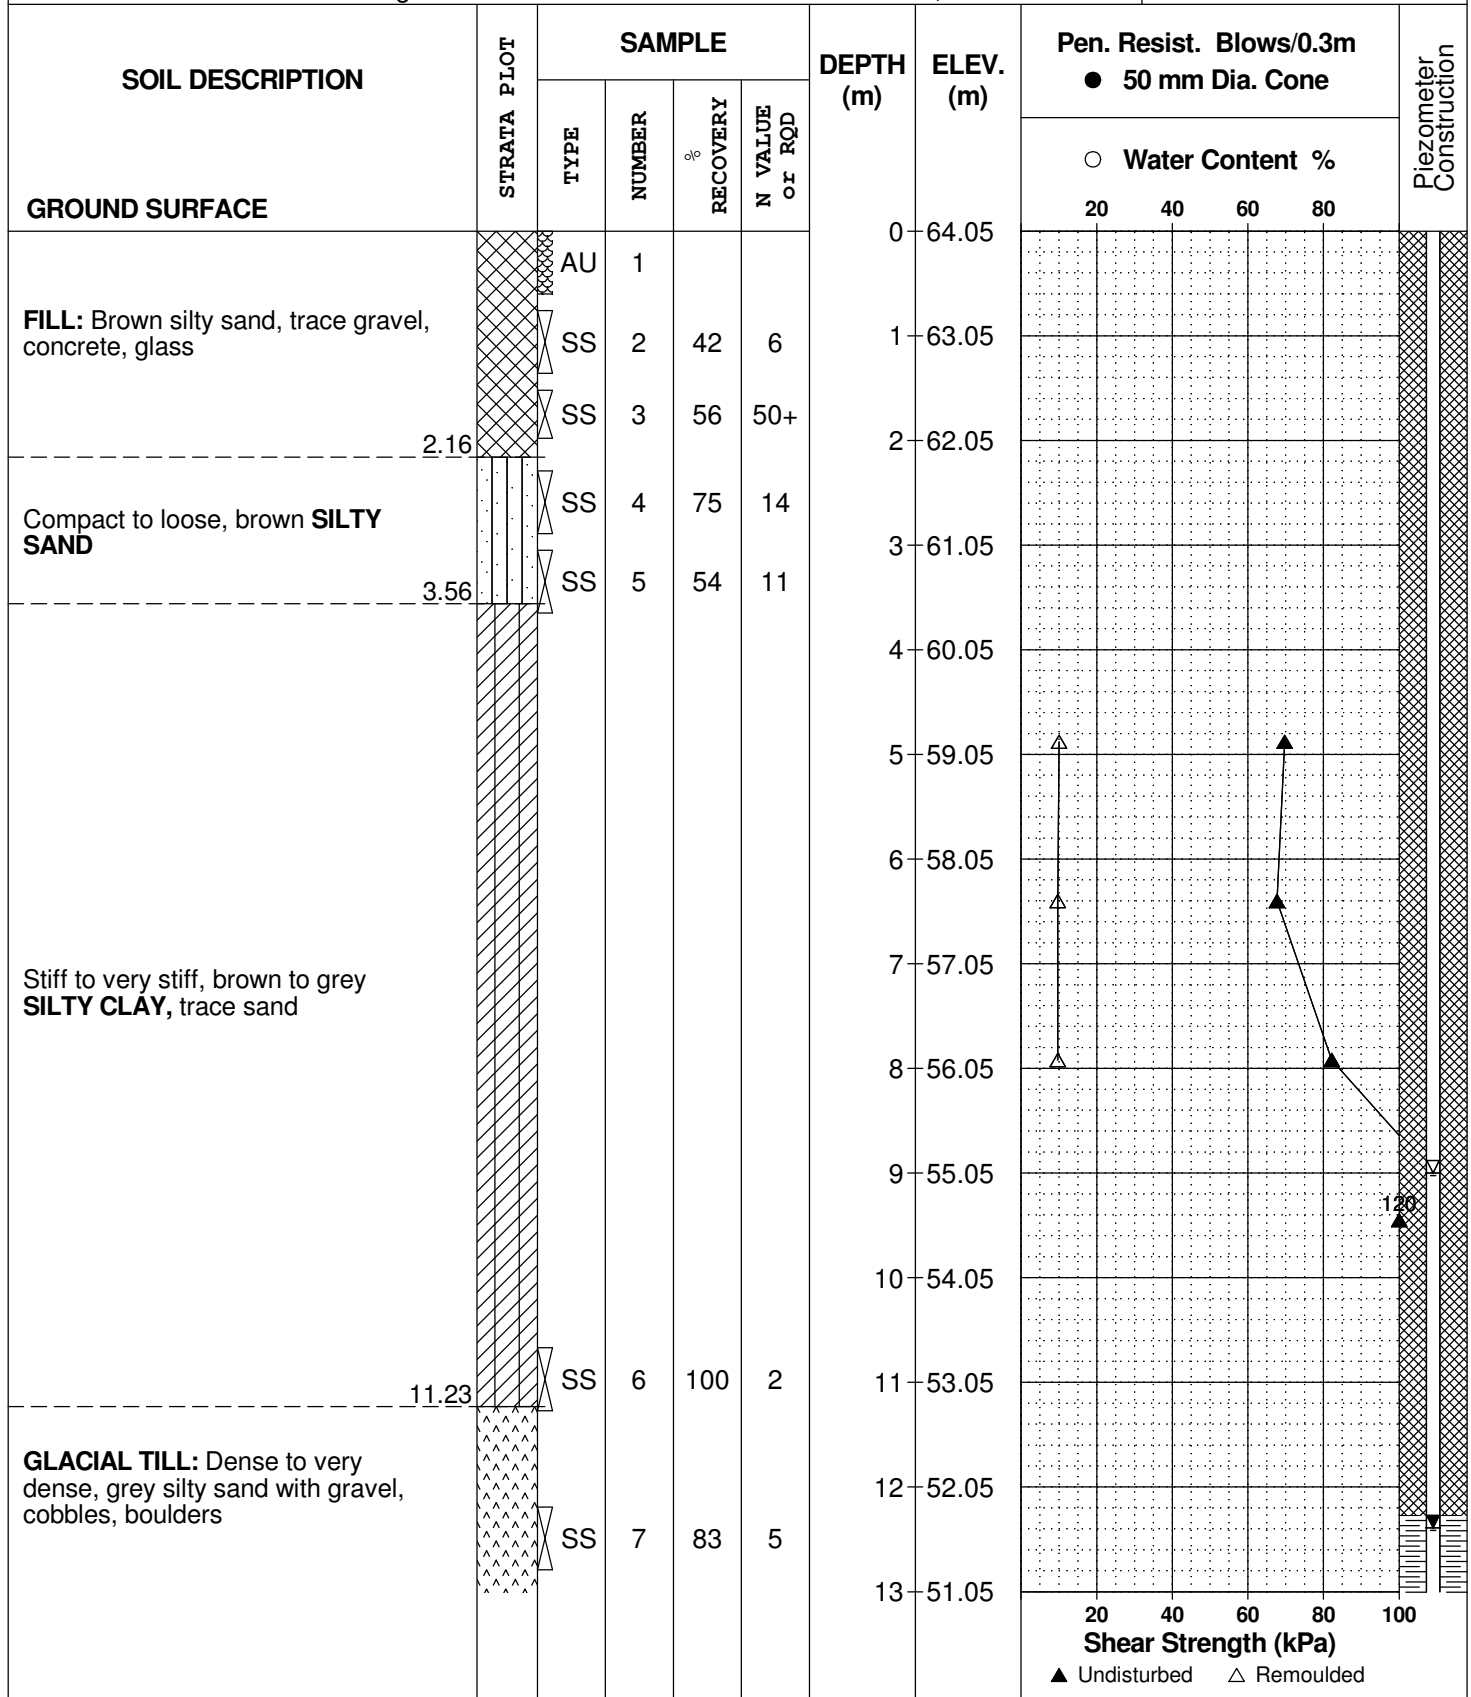 SOIL DESCRIPTION
GROUND SURFACE
STRATA PLOT
SAMPLE
TYPE
NUMBER
%
RECOVERY
N VALUE
or RQD
DEPTH
(m)
ELEV.
(m)
Pen. Resist. Blows/0.3m
● 50 mm Dia. Cone
○ Water Content %
20 40 60 80
Piezometer
Construction
0 64.05
AU 1
FILL: Brown silty sand, trace gravel,
concrete, glass
SS 2 42 6
1 63.05
SS 3 56 50+
2.16
2 62.05
SS 4 75 14
Compact to loose, brown SILTY
SAND
3 61.05
3.56
SS 5 54 11
4 60.05
5 59.05
6 58.05
7 57.05
Stiff to very stiff, brown to grey
SILTY CLAY, trace sand
8 56.05
9 55.05
120
10 54.05
SS 6 100 2
11 53.05
11.23
GLACIAL TILL: Dense to very
dense, grey silty sand with gravel,
cobbles, boulders
12 52.05
SS 7 83 5
13 51.05
20 40 60 80 100
Shear Strength (kPa)
▲ Undisturbed △ Remoulded